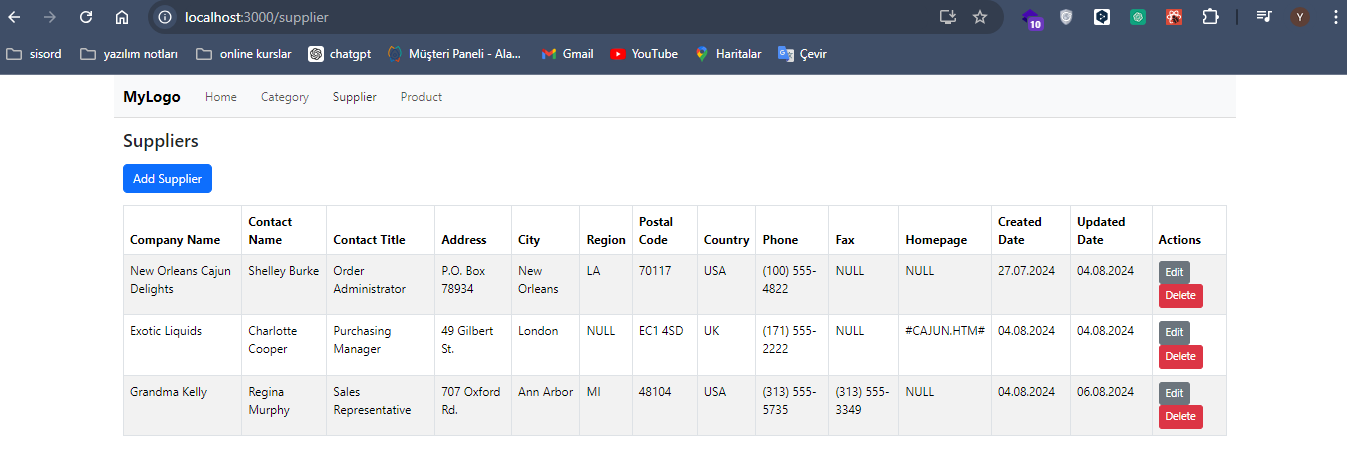 localhost:3000/supplier
10
Y
sisord yazılım notları online kurslar chatgpt Müşteri Paneli - Ala... Gmail YouTube Haritalar Çevir
MyLogo Home Category Supplier Product
Suppliers
Add Supplier
Company Name Contact Name Contact Title Address City Region Postal Code Country Phone Fax Homepage Created Date Updated Date Actions
New Orleans Cajun Delights Shelley Burke Order Administrator P.O. Box 78934 New Orleans LA 70117 USA (100) 555-4822 NULL NULL 27.07.2024 04.08.2024 Edit Delete
Exotic Liquids Charlotte Cooper Purchasing Manager 49 Gilbert St. London NULL EC1 4SD UK (171) 555-2222 NULL #CAJUN.HTM# 04.08.2024 04.08.2024 Edit Delete
Grandma Kelly Regina Murphy Sales Representative 707 Oxford Rd. Ann Arbor MI 48104 USA (313) 555-5735 (313) 555-3349 NULL 04.08.2024 06.08.2024 Edit Delete